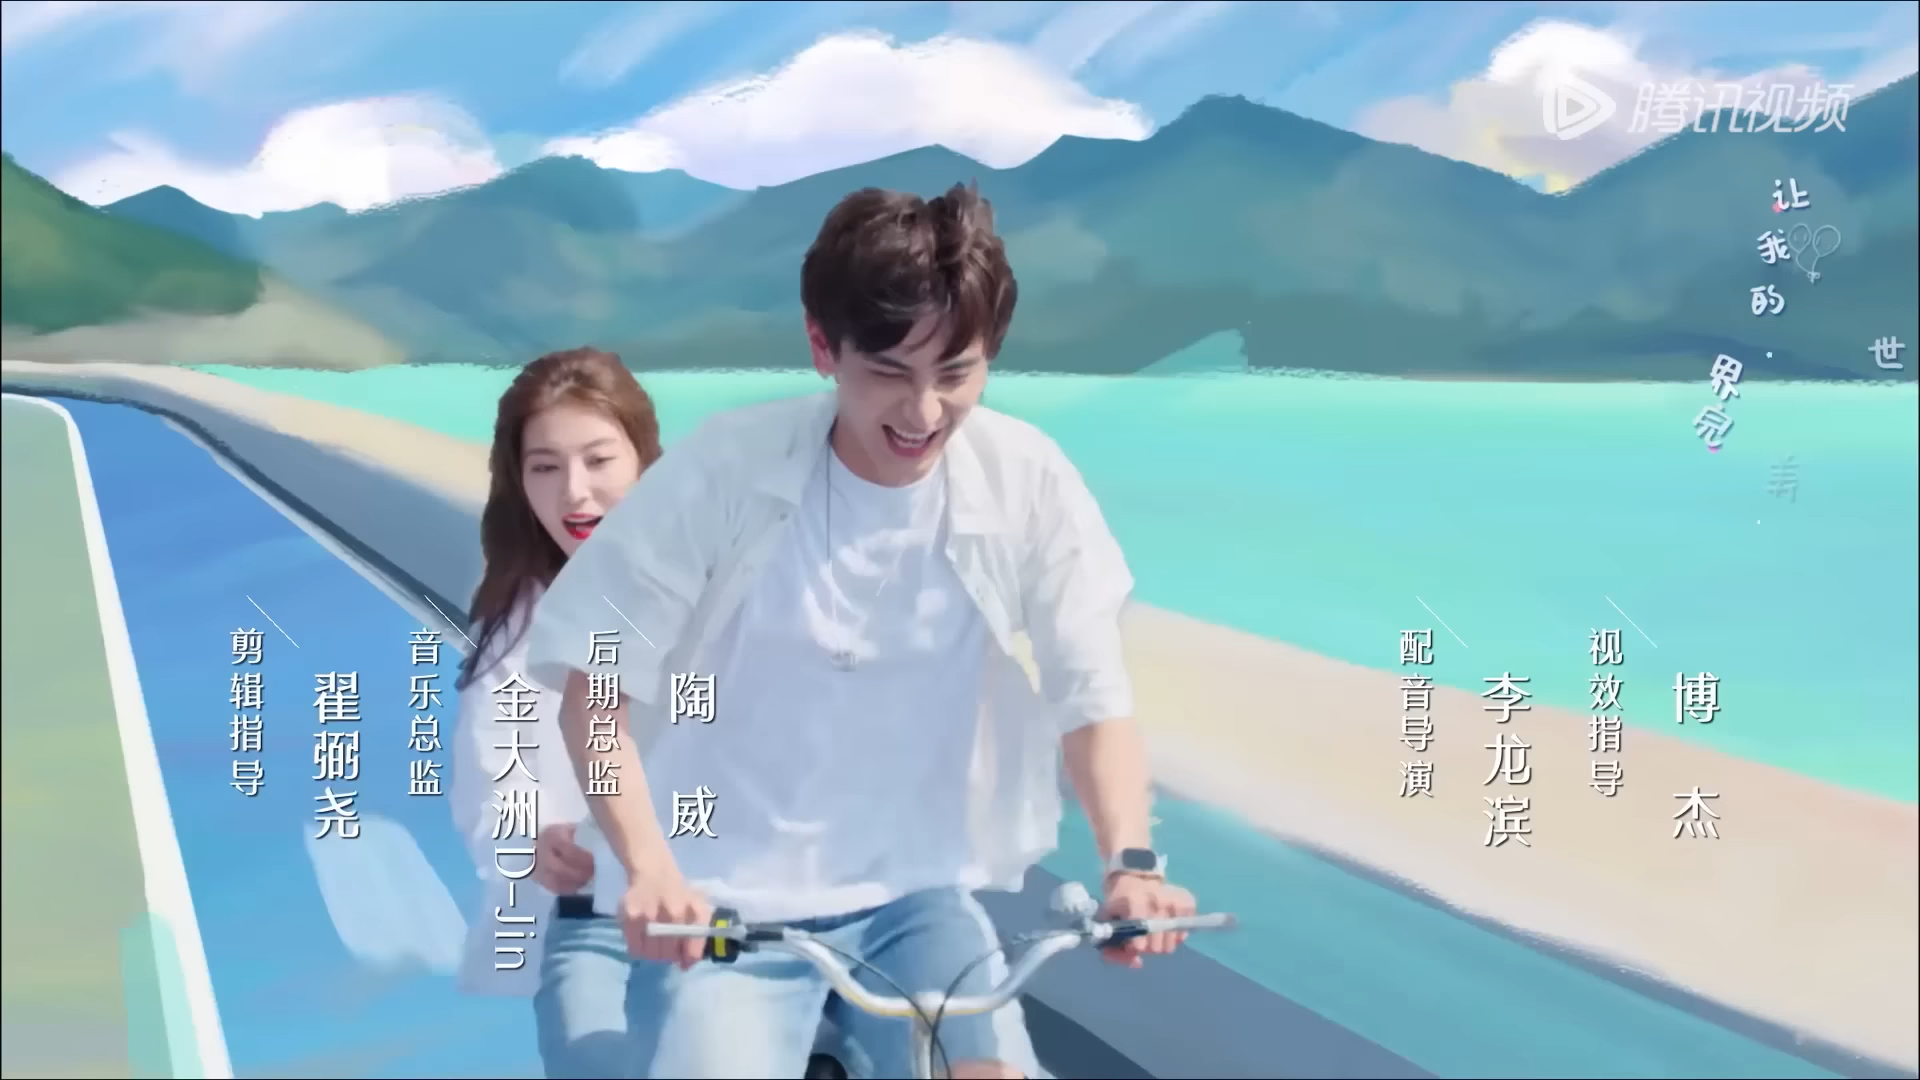 腾讯视频
让我的世界完美
剪辑指导
翟弼尧
音乐总监
金大洲D-Jin
后期总监
陶威
配音导演
李龙滨
视效指导
博杰